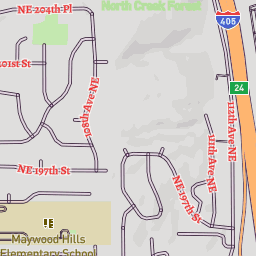 NE 204th Pl
North Creek Forest
405
201st St
24
108th Ave NE
112th Ave NE
111th Ave NE
NE 197th St
NE 197th St
Maywood Hills
Elementary School